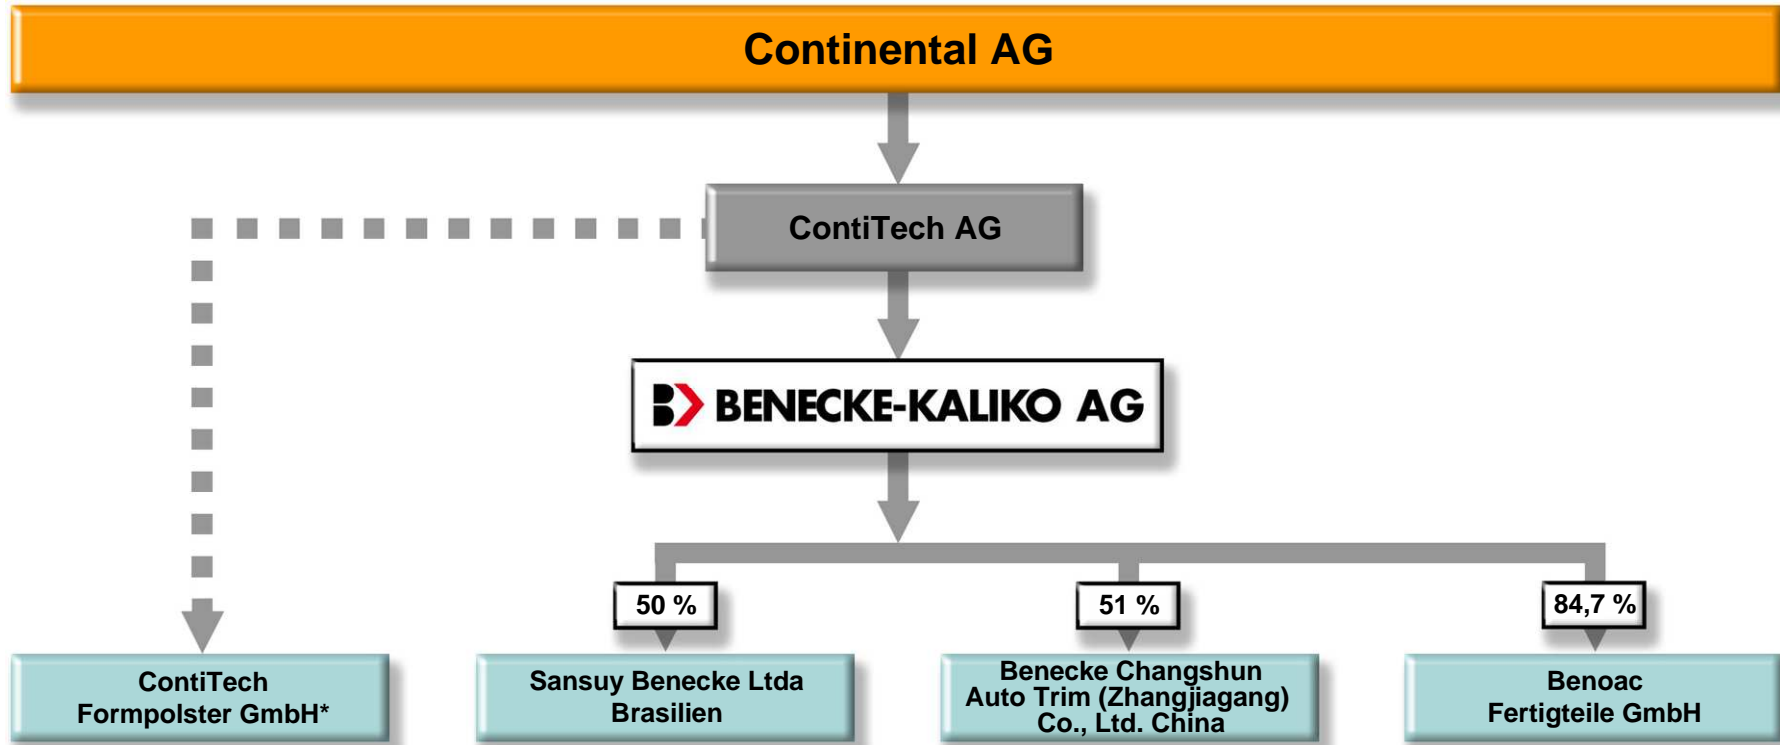 Continental AG
ContiTech AG
BENECKE-KALIKO AG
50 %
51 %
84,7 %
ContiTech
Formpolster GmbH*
Sansuy Benecke Ltda
Brasilien
Benecke Changshun
Auto Trim (Zhangjiagang)
Co., Ltd. China
Benoac
Fertigteile GmbH